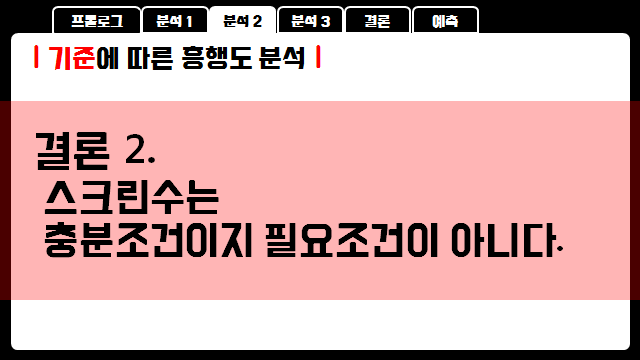 프롤로그 분석 1 분석 2 분석 3 결론 예측
| 기준에 따른 흥행도 분석 |
결론 2.
스크린수는
충분조건이지 필요조건이 아니다.